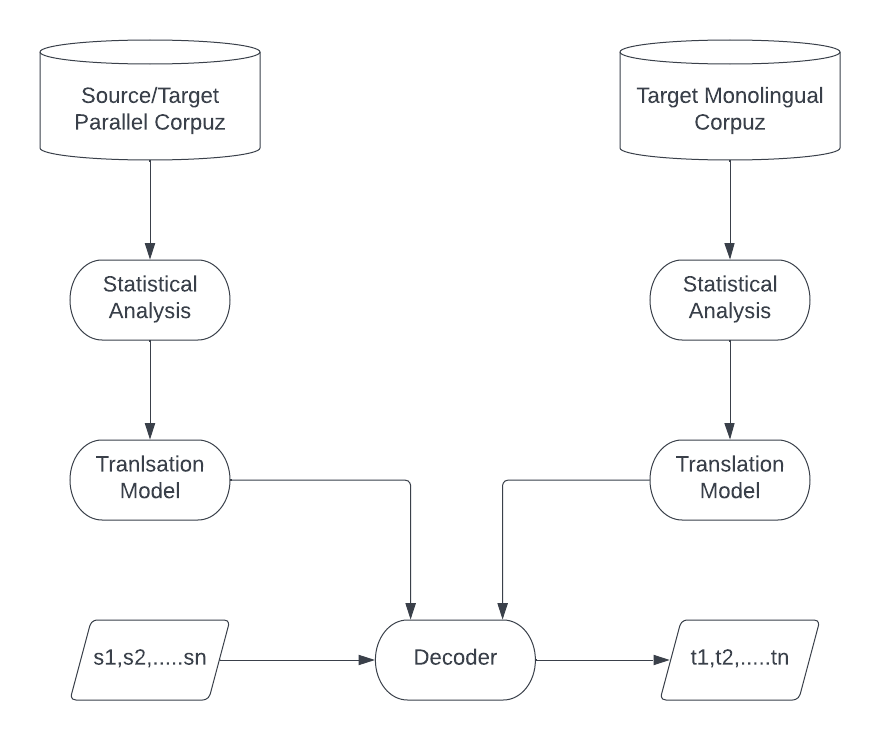 Source/Target
Parallel Corpuz
Target Monolingual
Corpuz
Statistical
Analysis
Statistical
Analysis
Tranlsation
Model
Translation
Model
s1,s2,.....sn
Decoder
t1,t2,.....tn